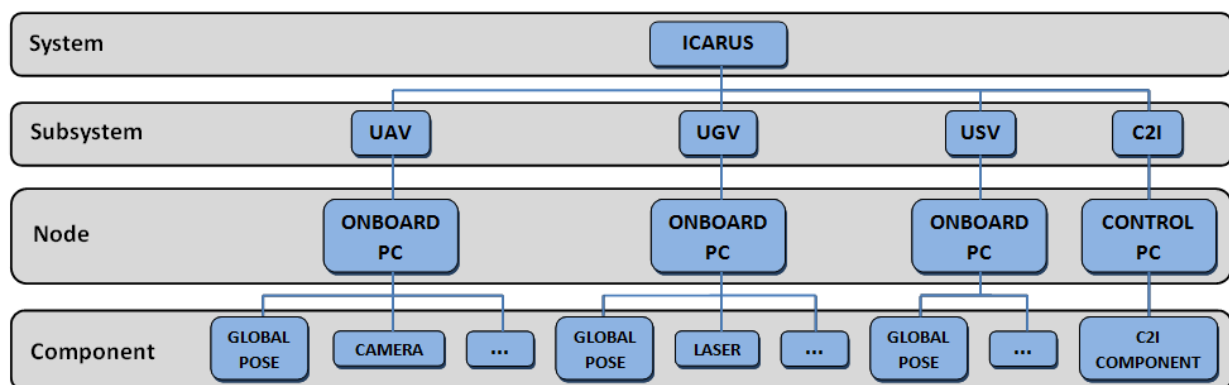 System
ICARUS
Subsystem
UAV
UGV
USV
C2I
Node
ONBOARD
PC
ONBOARD
PC
ONBOARD
PC
CONTROL
PC
Component
GLOBAL
POSE
CAMERA
...
GLOBAL
POSE
LASER
...
GLOBAL
POSE
...
C2I
COMPONENT